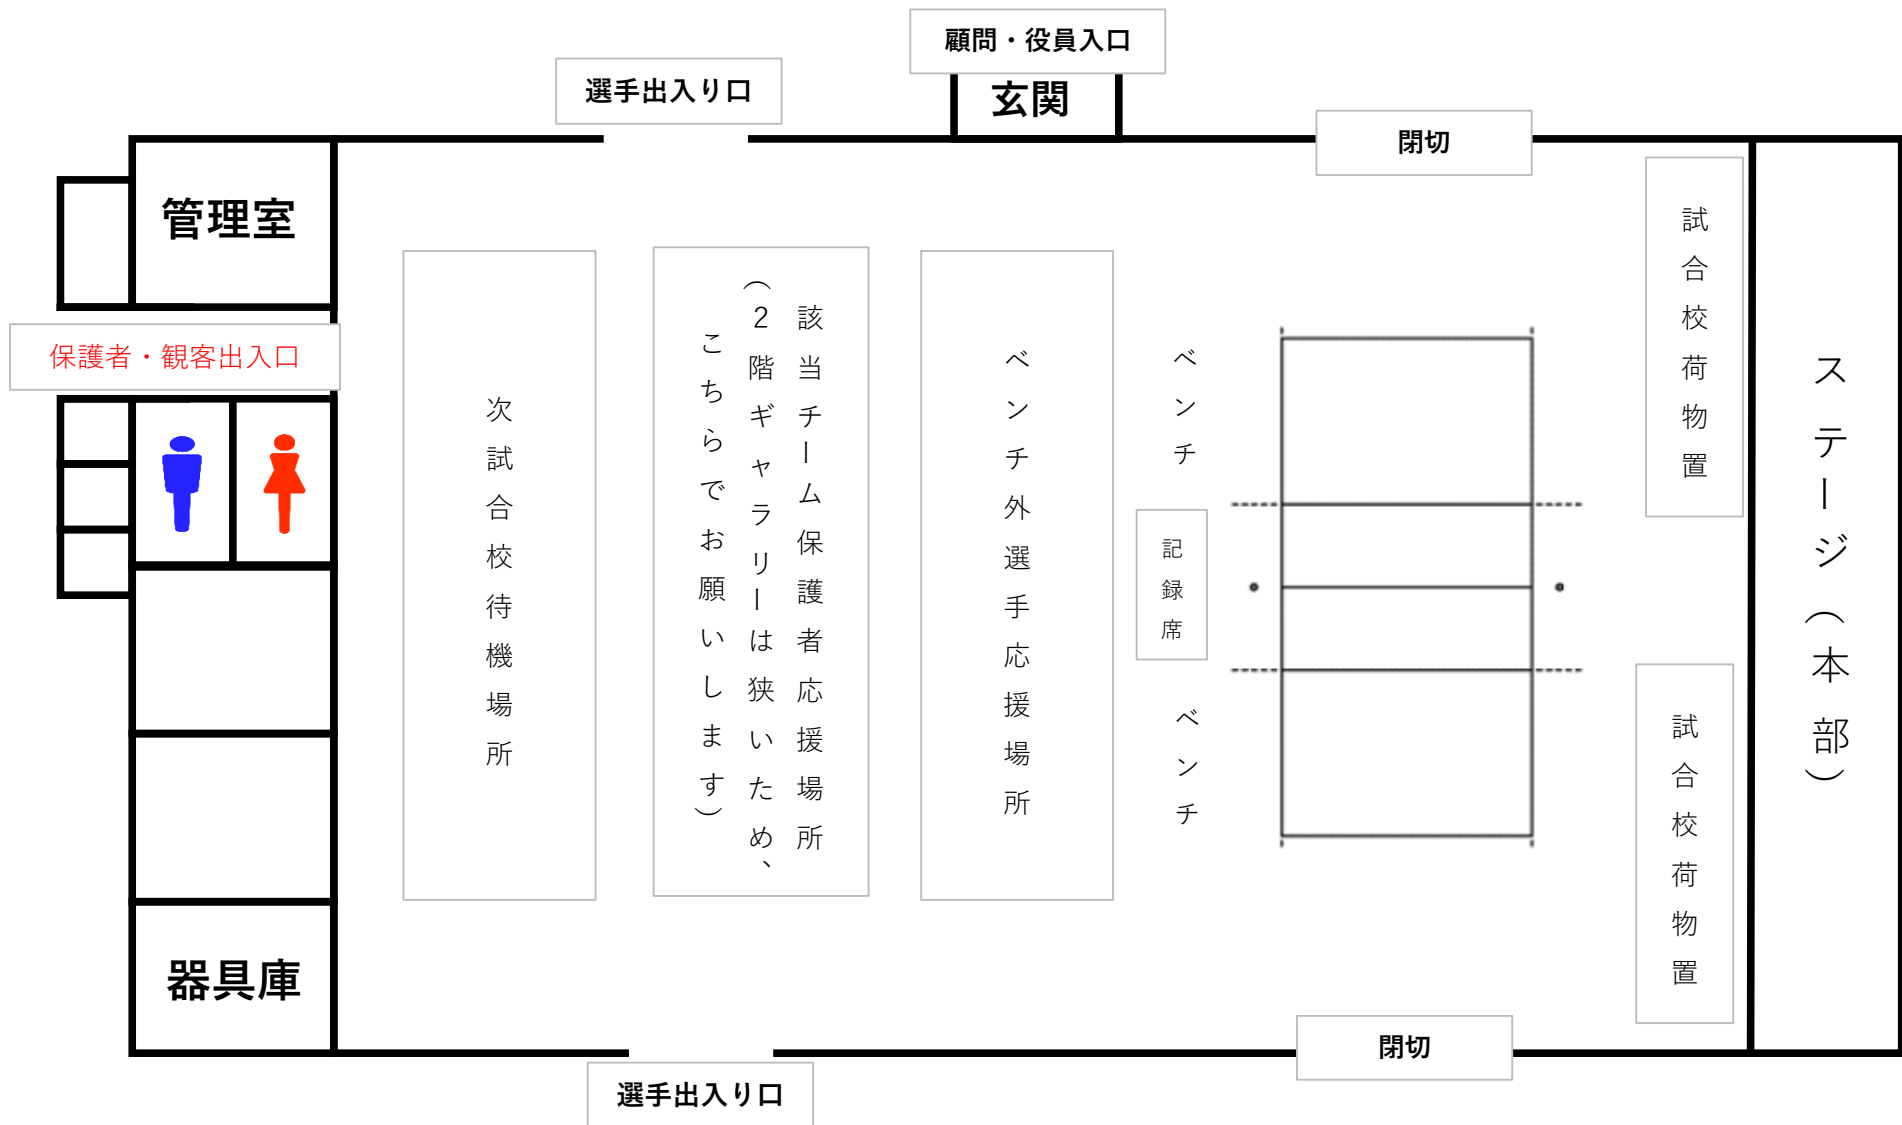 顧問・役員入口
選手出入り口
玄関
閉切
管理室
保護者・観客出入口
次試合校待機場所
該当チーム保護者応援場所
（２階ギャラリーは狭いため、
こちらでお願いします）
ベンチ外選手応援場所
ベンチ
記録席
ベンチ
試合校荷物置
試合校荷物置
ステージ（本部）
器具庫
閉切
選手出入り口